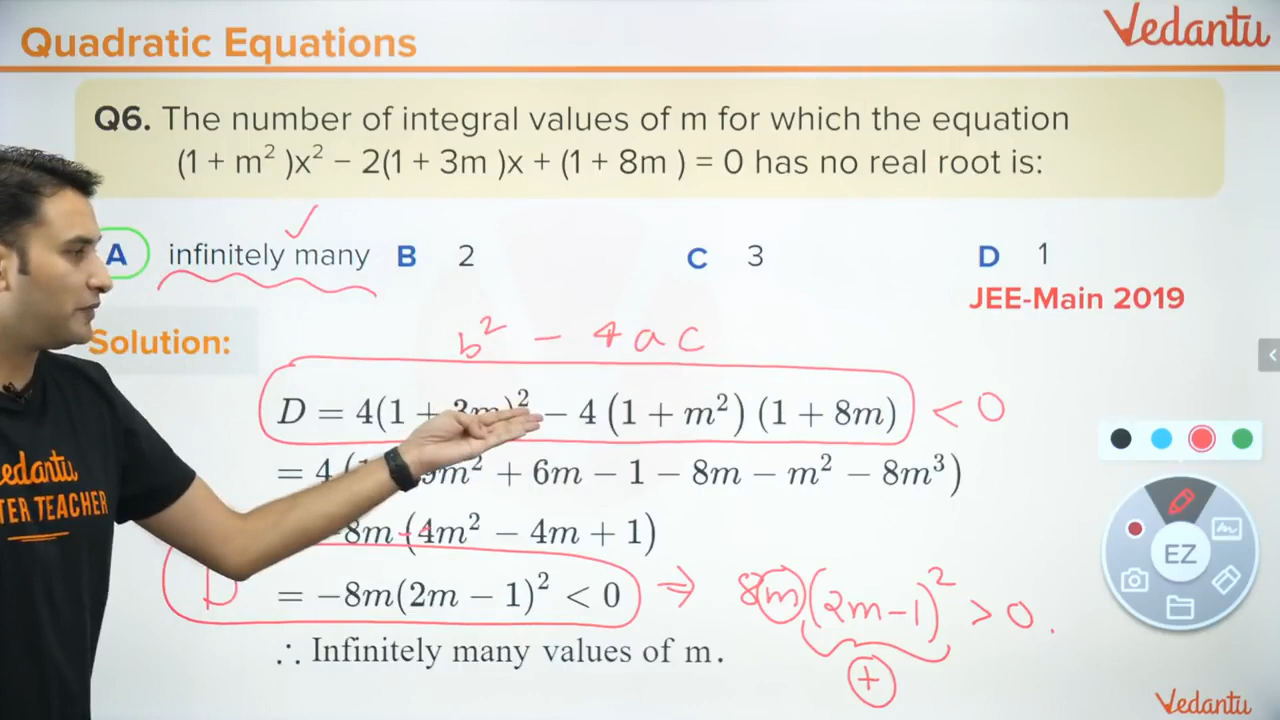 Quadratic Equations
Vedantu
Q6. The number of integral values of m for which the equation
(1 + m² )x² − 2(1 + 3m )x + (1 + 8m ) = 0 has no real root is:
A infinitely many B 2 C 3 D 1
JEE-Main 2019
Solution:
b² − 4ac
D = 4(1 + 3m)² − 4 (1 + m²) (1 + 8m) < 0
= 4 9m² + 6m − 1 − 8m − m² − 8m³)
8m (4m² − 4m + 1)
D = −8m(2m − 1)² < 0 ⇒ 8m(2m−1)² > 0.
∴ Infinitely many values of m.
+
edantu
TER TEACHER
EZ
Vedantu